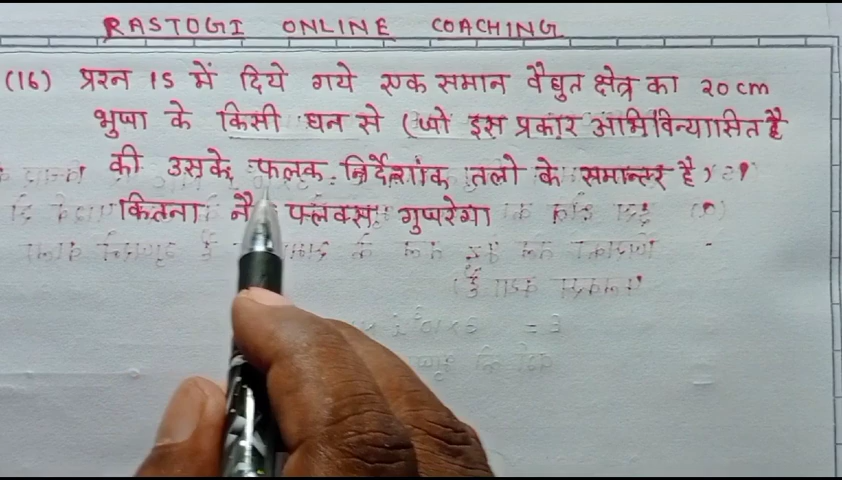 RASTOGI ONLINE COACHING
(16) प्रश्न 15 में दिये गये एक समान वैधुत क्षेत्र का 20 cm
भुजा के किसी घन से (जो इस प्रकार अभिविन्यासित है
की उसके फलक निर्देशांक तलो के समान्तर है)
कितना नै फ्लक्स गुजरेगा